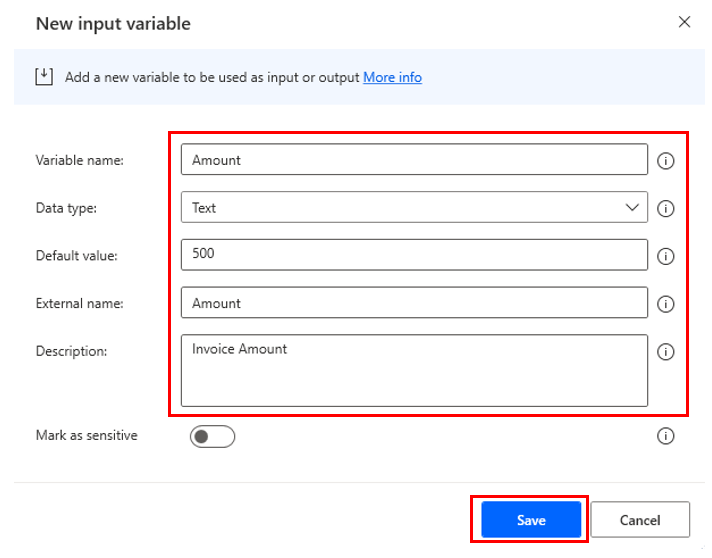 New input variable
Add a new variable to be used as input or output More info
Variable name: Amount
Data type: Text
Default value: 500
External name: Amount
Description: Invoice Amount
Mark as sensitive
Save Cancel